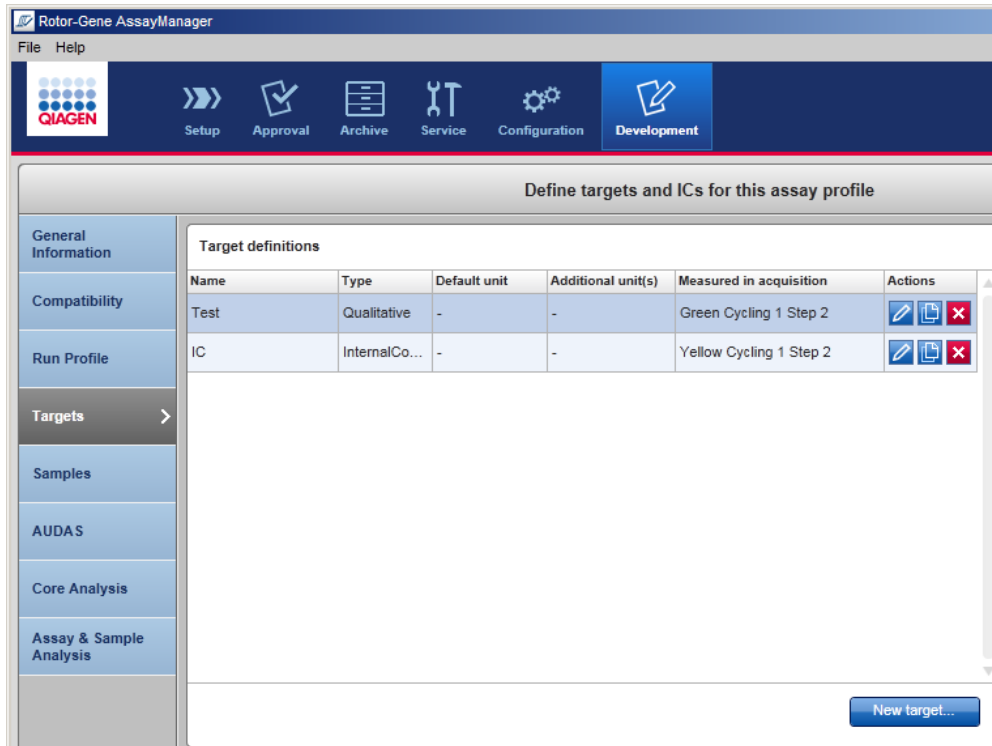 Rotor-Gene AssayManager
File Help
QIAGEN
Setup Approval Archive Service Configuration Development
Define targets and ICs for this assay profile
General
Information
Compatibility
Run Profile
Targets
Samples
AUDAS
Core Analysis
Assay & Sample
Analysis
Target definitions
Name Type Default unit Additional unit(s) Measured in acquisition Actions
Test Qualitative - - Green Cycling 1 Step 2
IC InternalCo... - - Yellow Cycling 1 Step 2
New target...